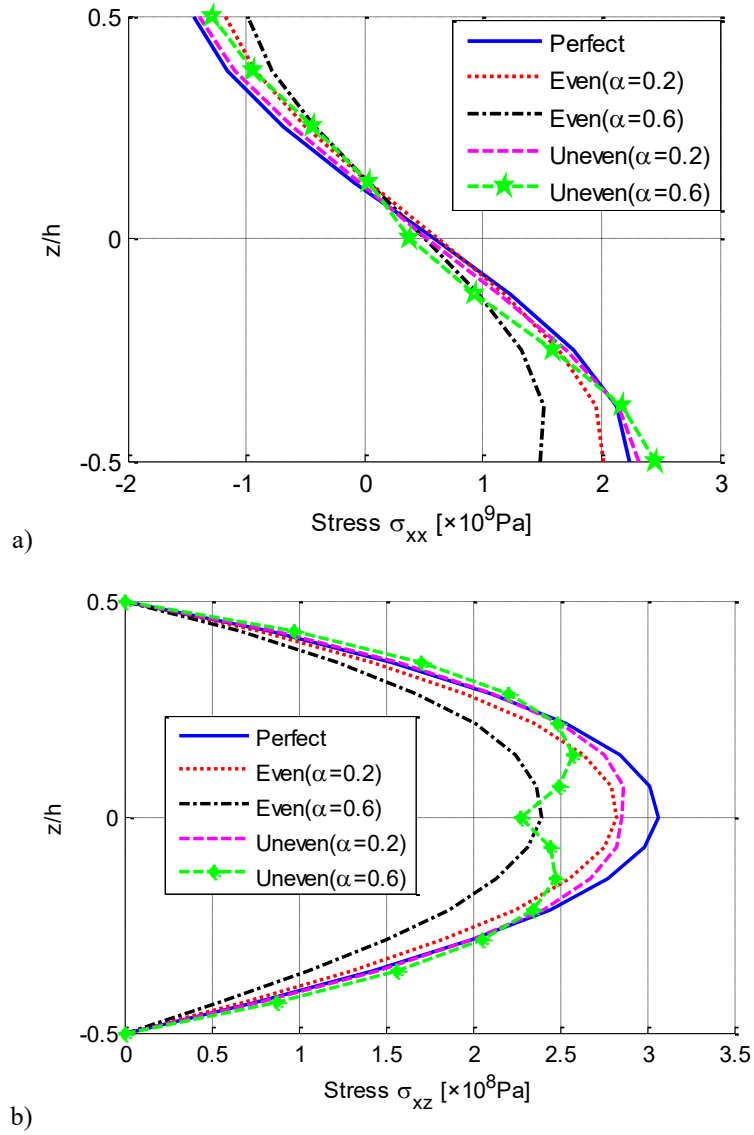 0.5
0
-0.5
z/h
-2
-1
0
1
2
3
Stress σxx [×10⁹Pa]
Perfect
Even(α=0.2)
Even(α=0.6)
Uneven(α=0.2)
Uneven(α=0.6)
a)
0.5
0
-0.5
z/h
Perfect
Even(α=0.2)
Even(α=0.6)
Uneven(α=0.2)
Uneven(α=0.6)
0
0.5
1
1.5
2
2.5
3
3.5
Stress σxz [×10⁸Pa]
b)